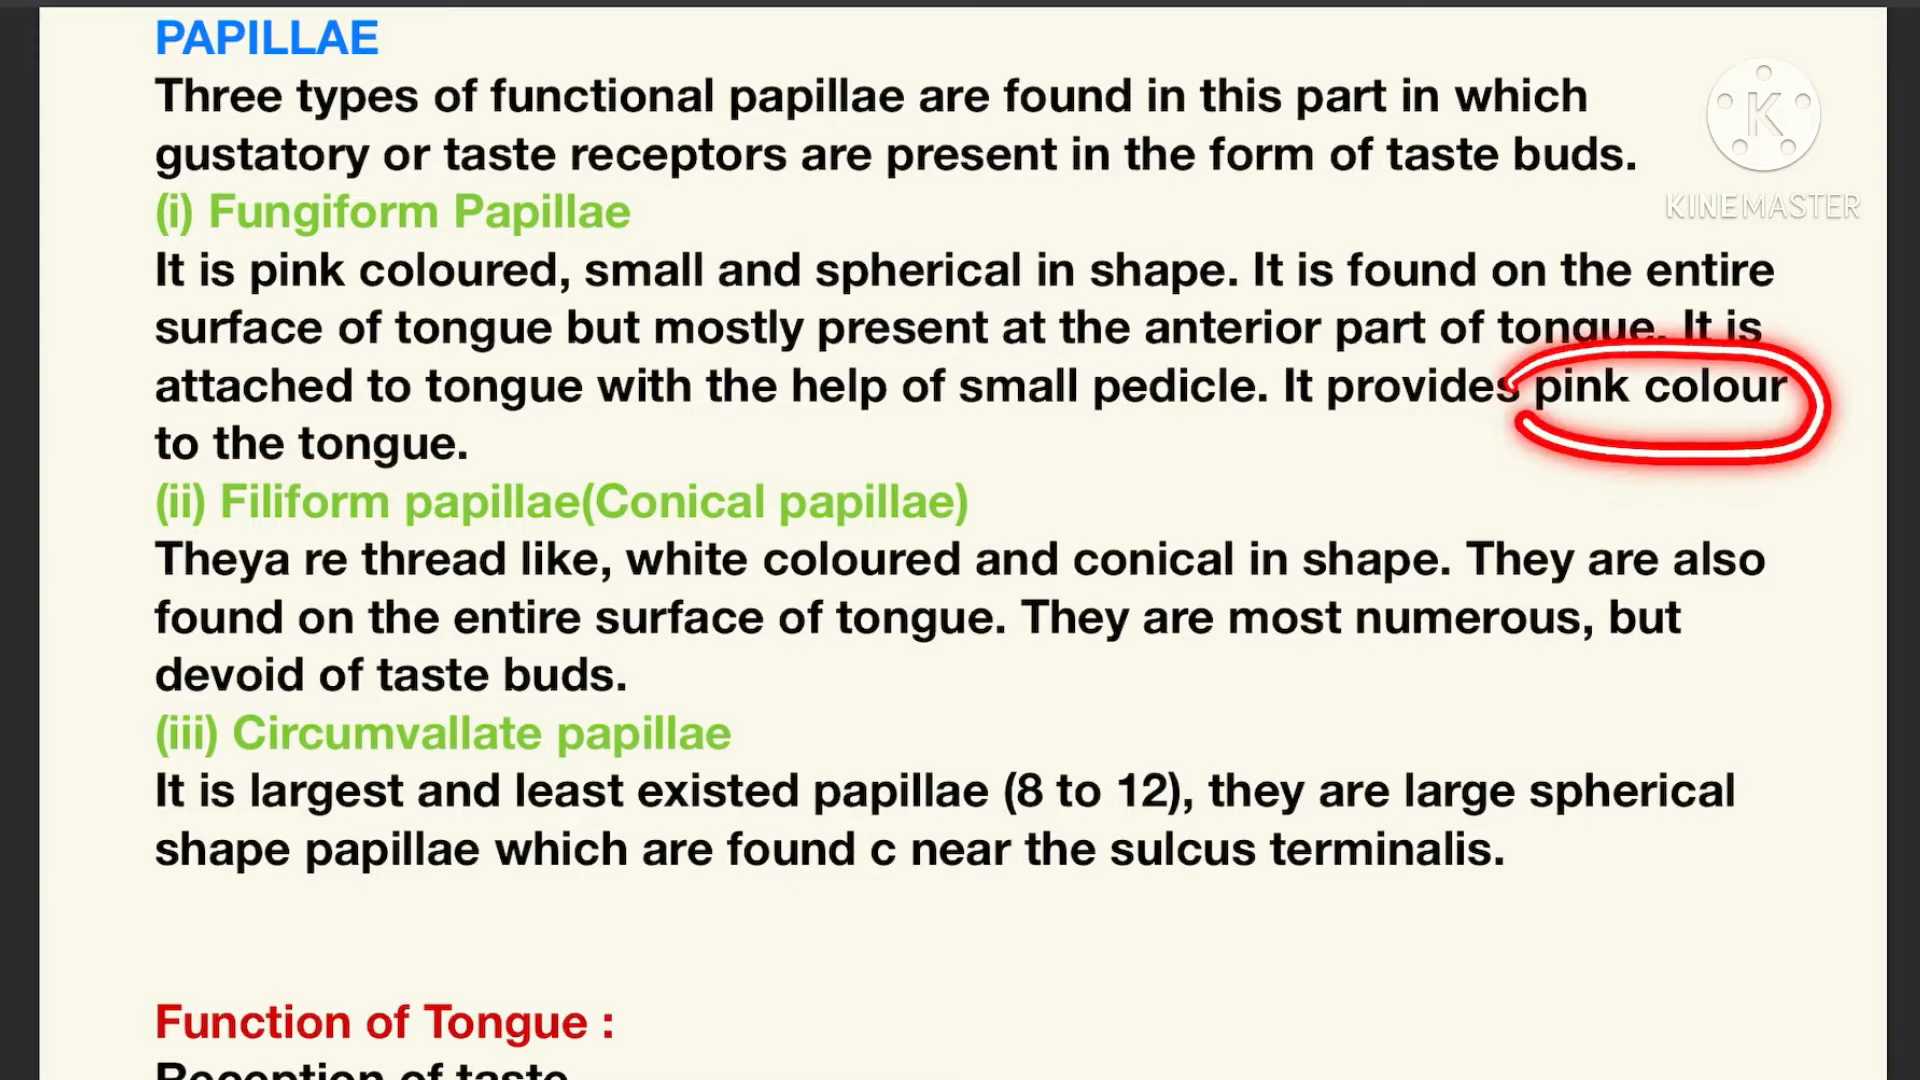 PAPILLAE
Three types of functional papillae are found in this part in which
gustatory or taste receptors are present in the form of taste buds.
K
KINEMASTER
(i) Fungiform Papillae
It is pink coloured, small and spherical in shape. It is found on the entire
surface of tongue but mostly present at the anterior part of tongue. It is
attached to tongue with the help of small pedicle. It provides pink colour
to the tongue.
(ii) Filiform papillae(Conical papillae)
Theya re thread like, white coloured and conical in shape. They are also
found on the entire surface of tongue. They are most numerous, but
devoid of taste buds.
(iii) Circumvallate papillae
It is largest and least existed papillae (8 to 12), they are large spherical
shape papillae which are found c near the sulcus terminalis.
Function of Tongue :
Reception of taste